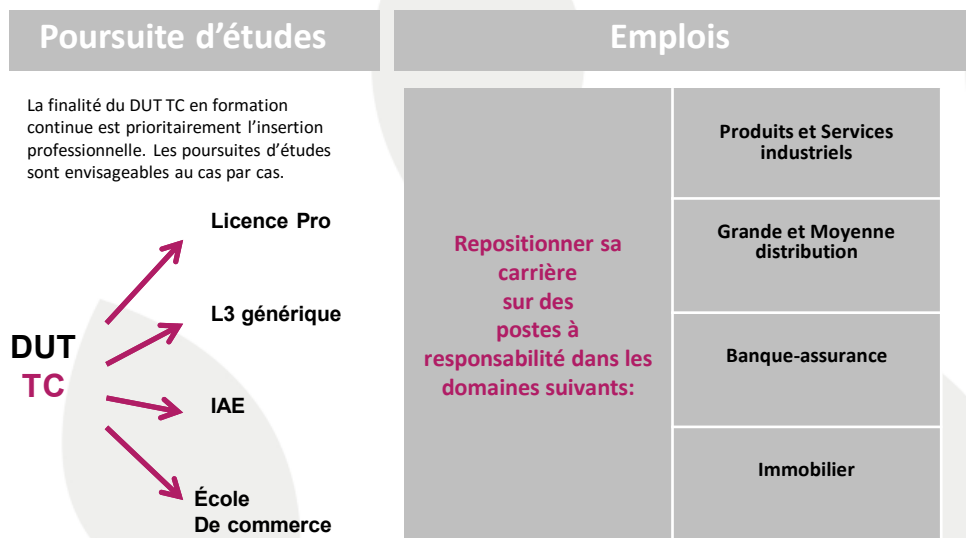 Poursuite d’études
La finalité du DUT TC en formation
continue est prioritairement l’insertion
professionnelle. Les poursuites d’études
sont envisageables au cas par cas.
DUT
TC
Licence Pro
L3 générique
IAE
École
De commerce
Emplois
Repositionner sa
carrière
sur des
postes à
responsabilité dans les
domaines suivants:
Produits et Services
industriels
Grande et Moyenne
distribution
Banque-assurance
Immobilier